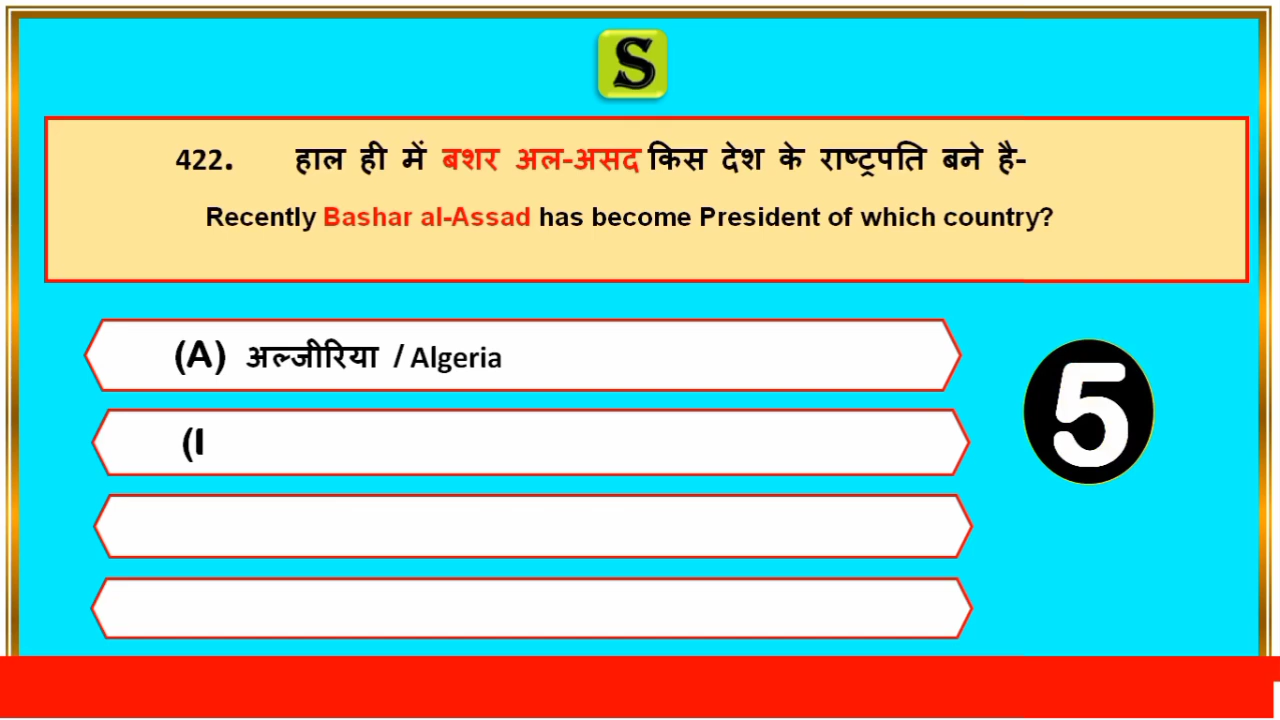 S
422. हाल ही में बशर अल-असद किस देश के राष्ट्रपति बने है-
Recently Bashar al-Assad has become President of which country?
(A) अल्जीरिया / Algeria
(
5